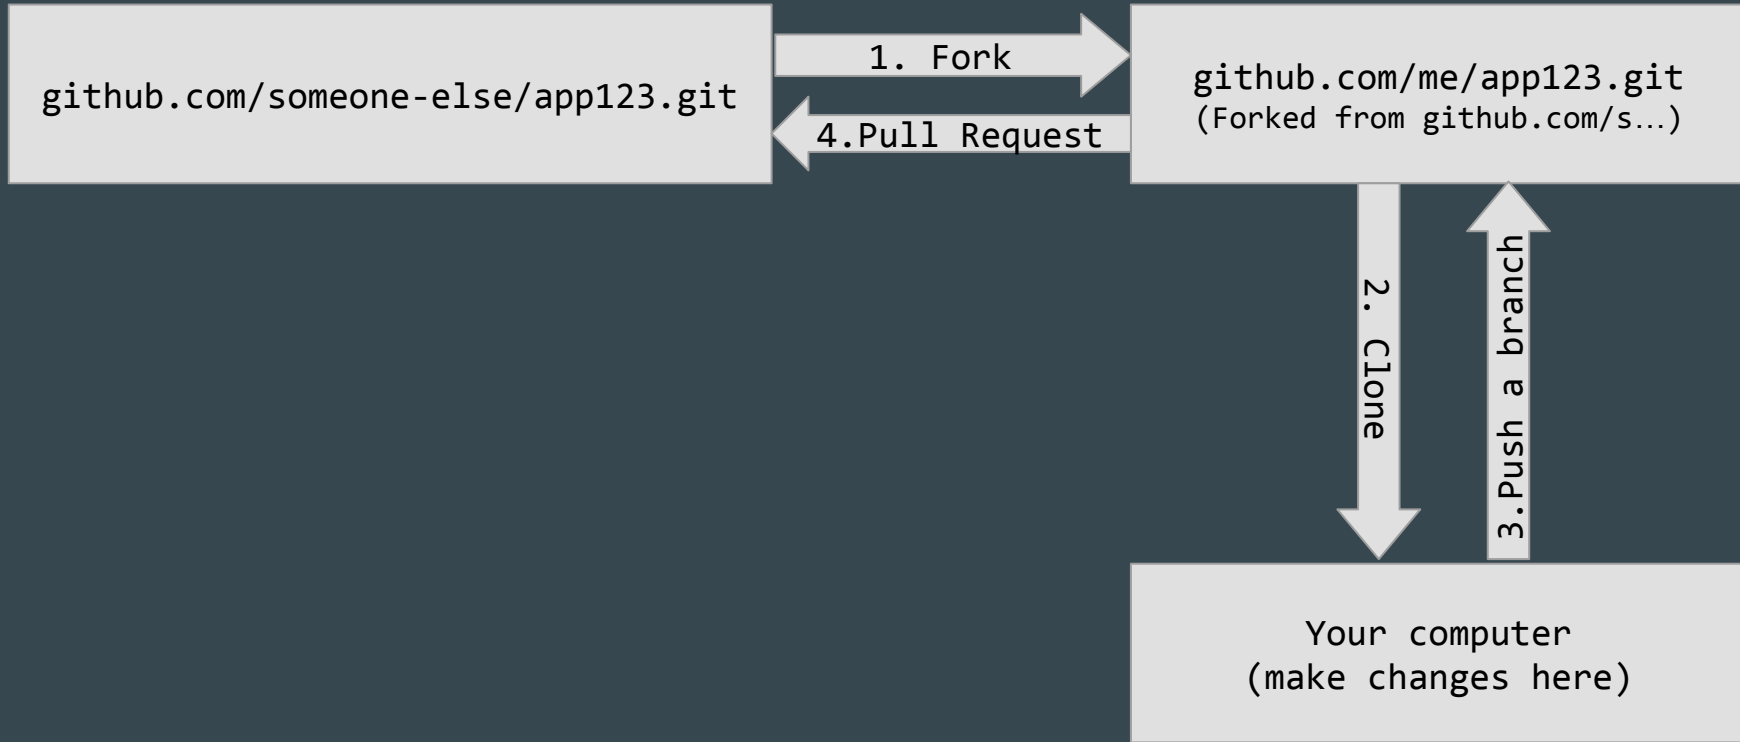 github.com/someone-else/app123.git
1. Fork
4.Pull Request
github.com/me/app123.git
(Forked from github.com/s…)
2. Clone
3.Push a branch
Your computer
(make changes here)